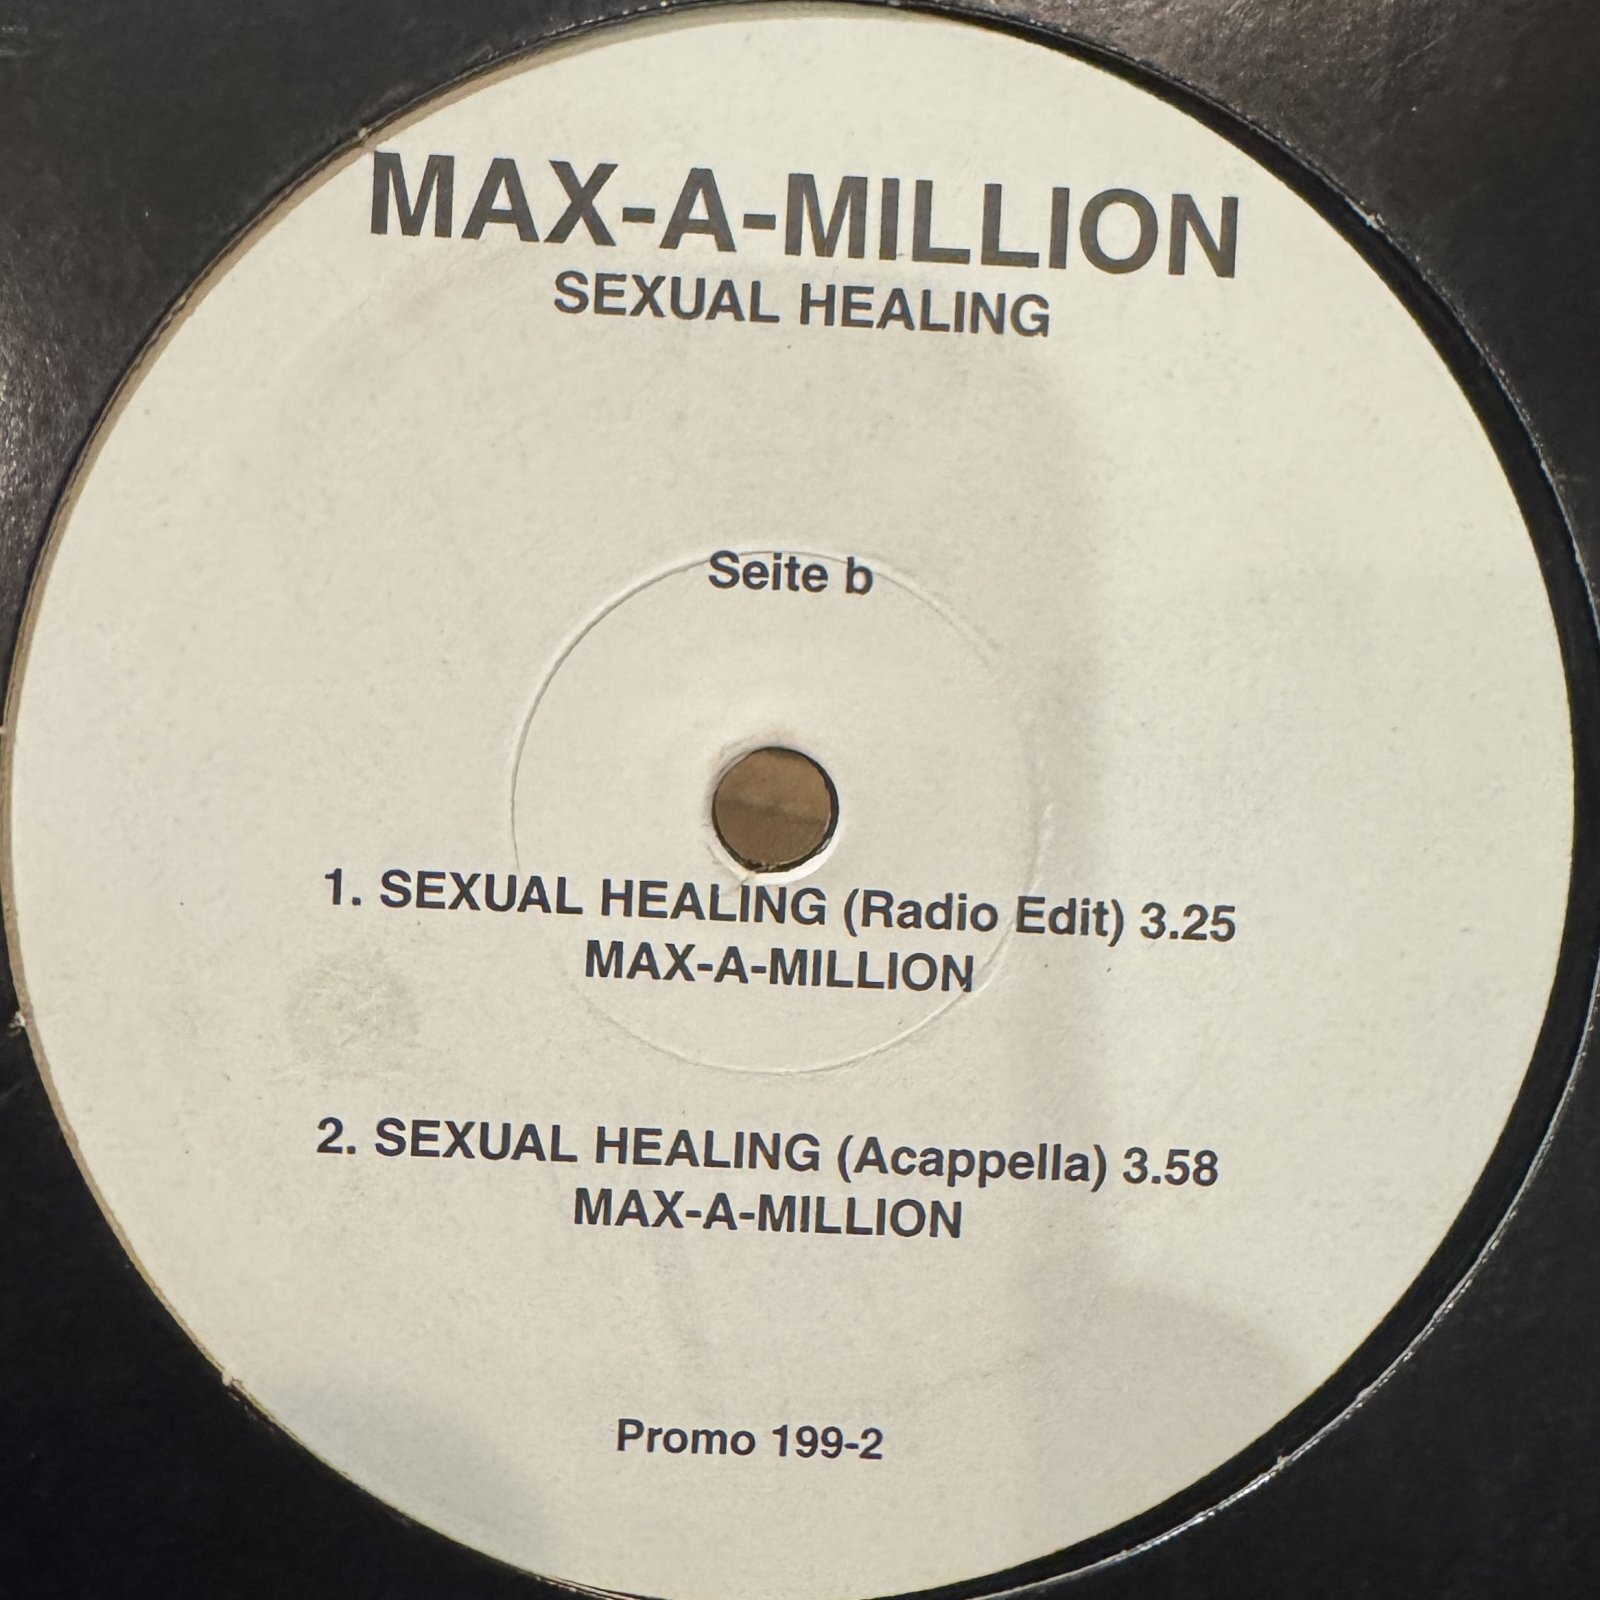 MAX-A-MILLION
SEXUAL HEALING
Seite b
1. SEXUAL HEALING (Radio Edit) 3.25
MAX-A-MILLION
2. SEXUAL HEALING (Acappella) 3.58
MAX-A-MILLION
Promo 199-2